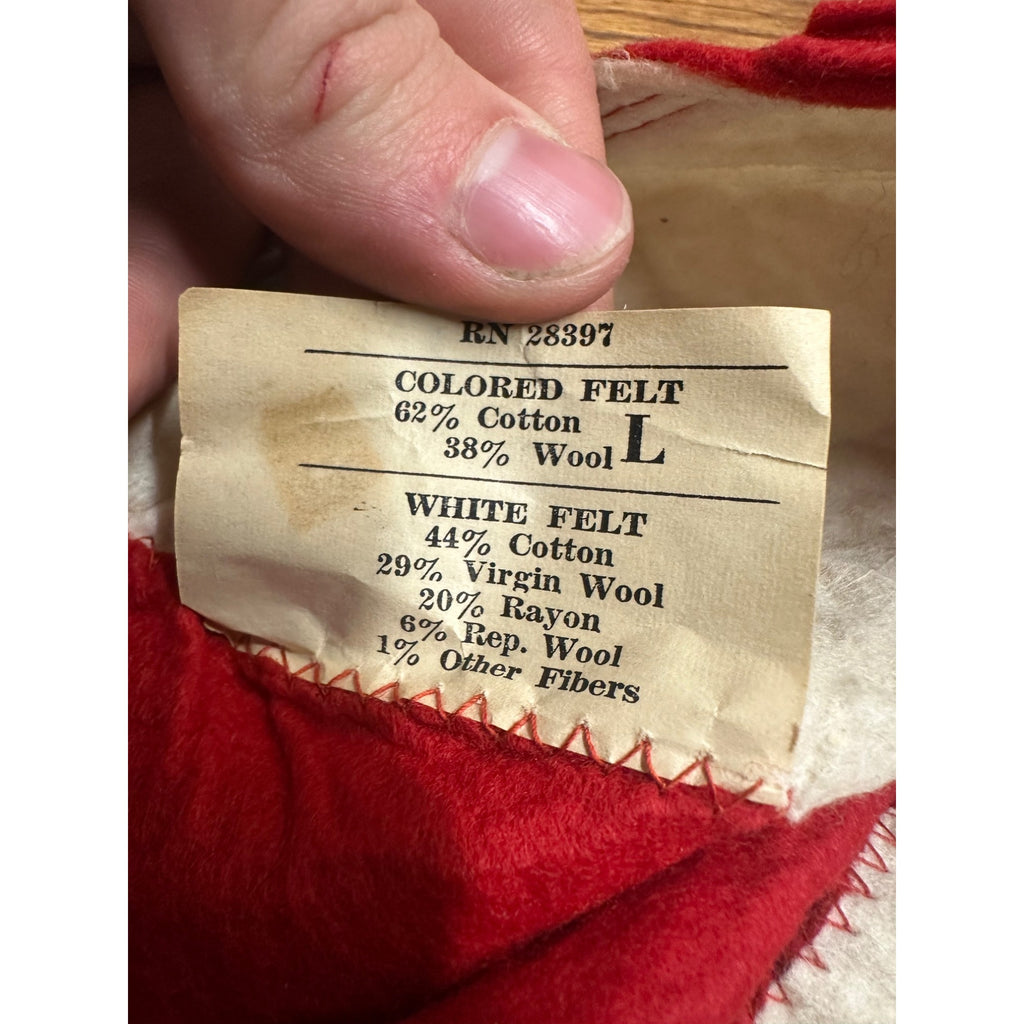 RN 28397
COLORED FELT
62% Cotton
38% Wool L
WHITE FELT
44% Cotton
29% Virgin Wool
20% Rayon
6% Rep. Wool
1% Other Fibers